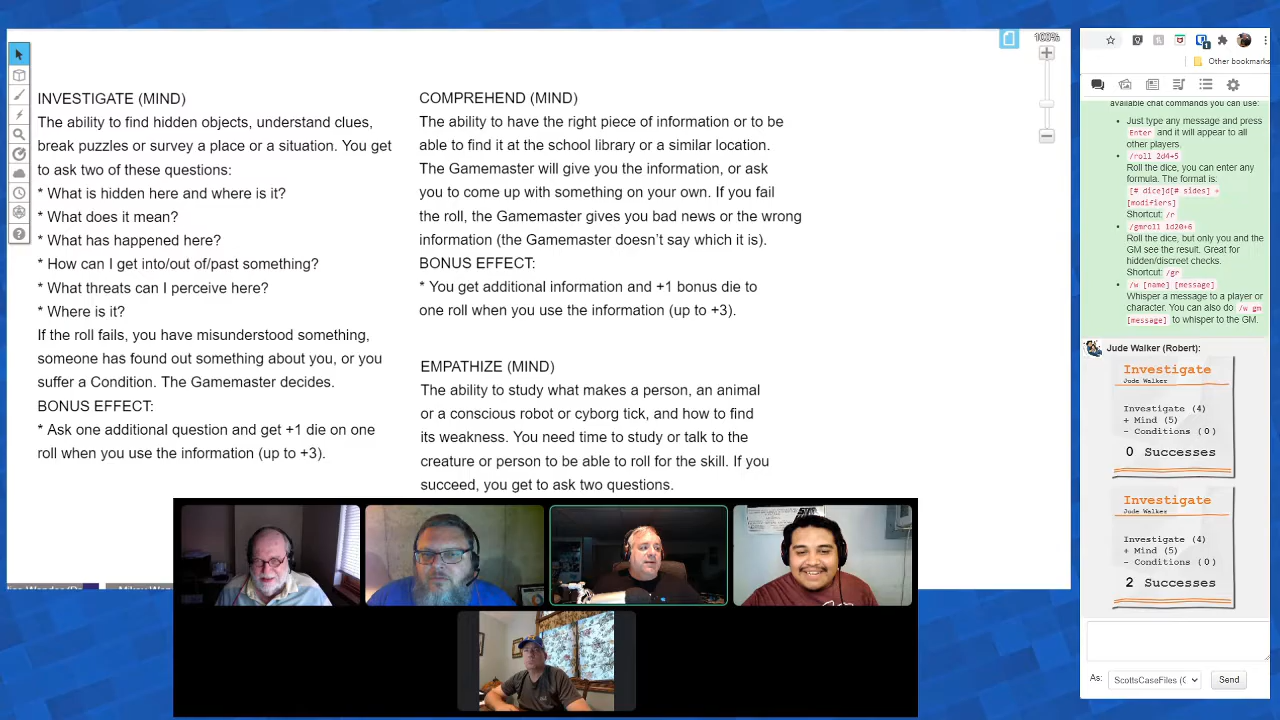 INVESTIGATE (MIND)
The ability to find hidden objects, understand clues,
break puzzles or survey a place or a situation. You get
to ask two of these questions:
* What is hidden here and where is it?
* What does it mean?
* What has happened here?
* How can I get into/out of/past something?
* What threats can I perceive here?
* Where is it?
If the roll fails, you have misunderstood something,
someone has found out something about you, or you
suffer a Condition. The Gamemaster decides.
BONUS EFFECT:
* Ask one additional question and get +1 die on one
roll when you use the information (up to +3).
COMPREHEND (MIND)
The ability to have the right piece of information or to be
able to find it at the school library or a similar location.
The Gamemaster will give you the information, or ask
you to come up with something on your own. If you fail
the roll, the Gamemaster gives you bad news or the wrong
information (the Gamemaster doesn't say which it is).
BONUS EFFECT:
* You get additional information and +1 bonus die to
one roll when you use the information (up to +3).
EMPATHIZE (MIND)
The ability to study what makes a person, an animal
or a conscious robot or cyborg tick, and how to find
its weakness. You need time to study or talk to the
creature or person to be able to roll for the skill. If you
succeed, you get to ask two questions.
100%
Other bookmarks
available chat commands you can use:
• Just type any message and press
Enter and it will appear to all
other players.
• /roll 2d4+5
Roll the dice, you can enter any
formula. The format is:
[# dice]d[# sides] +
[modifiers]
Shortcut: /r
• /gmroll 1d20+6
Roll the dice, but only you and the
GM see the result. Great for
hidden/discreet checks.
Shortcut: /gr
• /w [name] [message]
Whisper a message to a player or
character. You can also do /w gm
[message] to whisper to the GM.
Jude Walker (Robert):
Investigate
Jude Walker
Investigate (4)
+ Mind (5)
- Conditions (0)
0 Successes
Investigate
Jude Walker
Investigate (4)
+ Mind (5)
- Conditions (0)
2 Successes
As:
ScottsCaseFiles (
Send